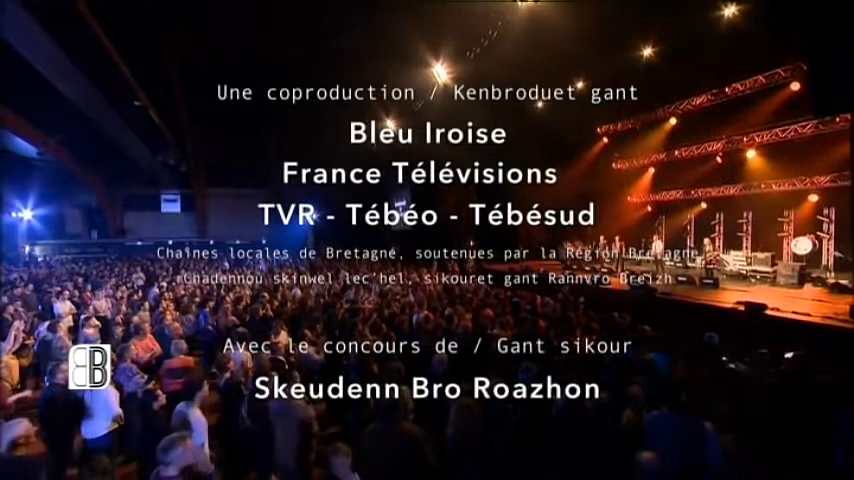 Une coproduction / Kenbroduet gant
Bleu Iroise
France Télévisions
TVR - Tébéo - Tébésud
Chaînes locales de Bretagne, soutenues par la Région Bretagne
Chadennoù skinwel lec'hel, sikouret gant Rannvro Breizh
Avec le concours de / Gant sikour
Skeudenn Bro Roazhon
B